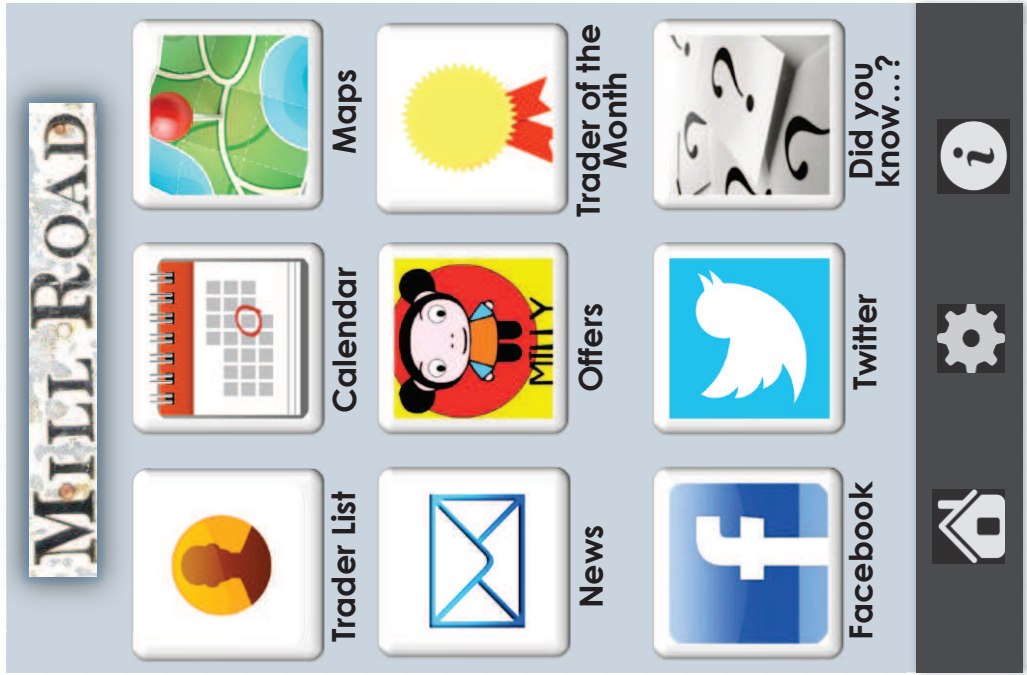 MILL ROAD
Trader List
Calendar
Maps
News
MILLY
Offers
Trader of the
Month
Facebook
Twitter
Did you
know...?